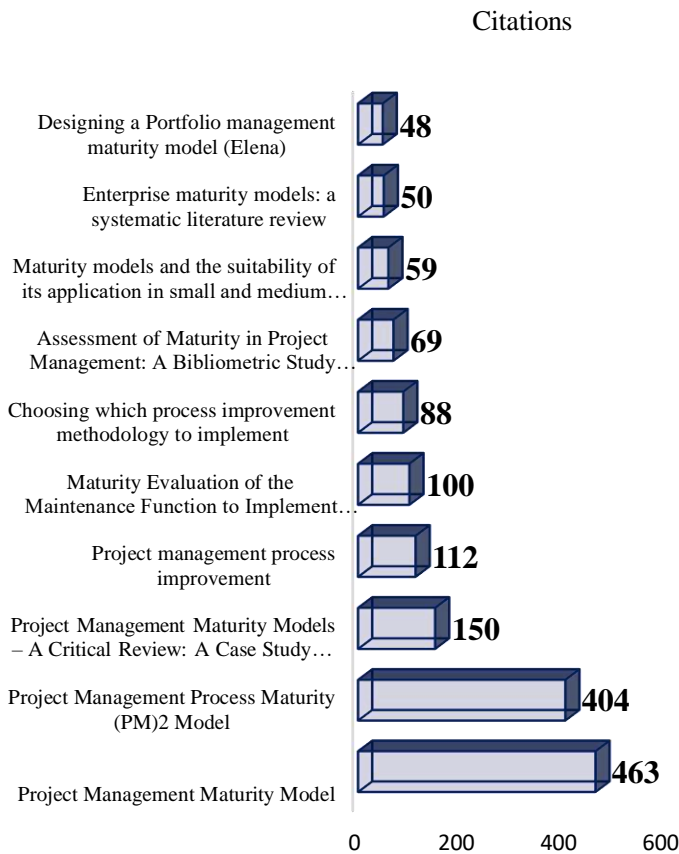 Citations
Designing a Portfolio management
maturity model (Elena)
48
Enterprise maturity models: a
systematic literature review
50
Maturity models and the suitability of
its application in small and medium…
59
Assessment of Maturity in Project
Management: A Bibliometric Study…
69
Choosing which process improvement
methodology to implement
88
Maturity Evaluation of the
Maintenance Function to Implement…
100
Project management process
improvement
112
Project Management Maturity Models
– A Critical Review: A Case Study…
150
Project Management Process Maturity
(PM)2 Model
404
Project Management Maturity Model
463
0 200 400 600